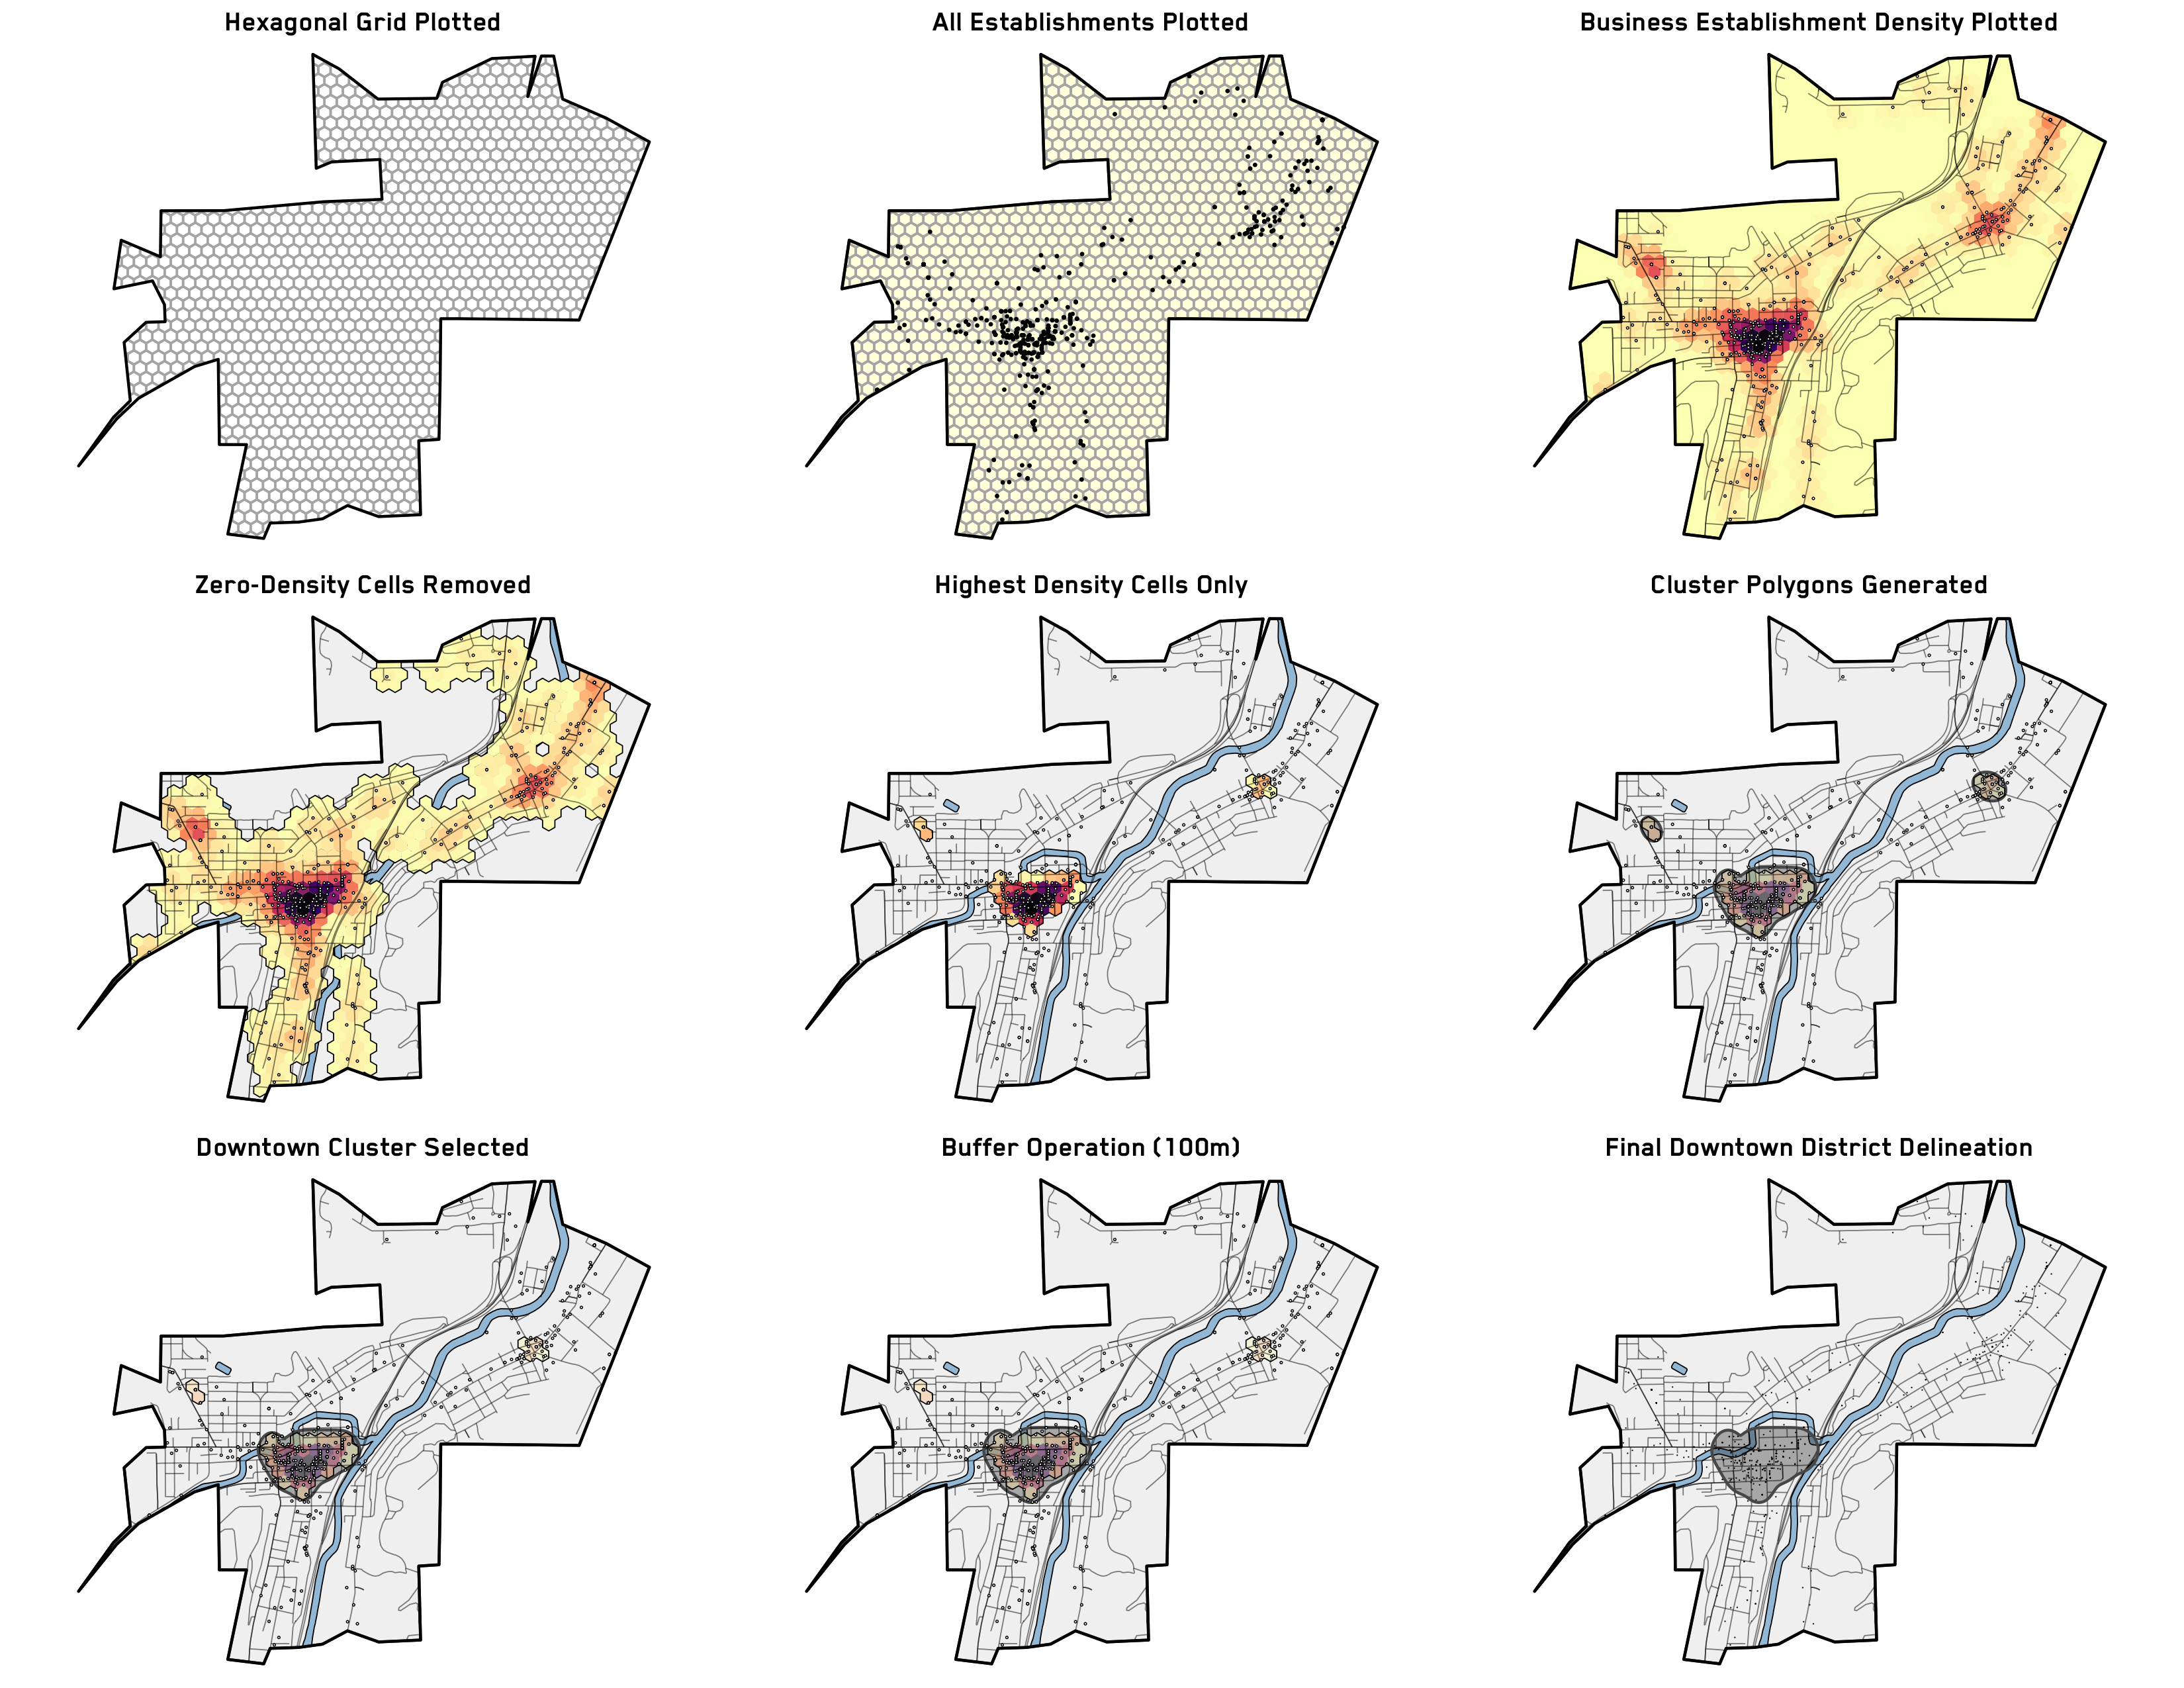 Hexagonal Grid Plotted
All Establishments Plotted
Business Establishment Density Plotted
Zero-Density Cells Removed
Highest Density Cells Only
Cluster Polygons Generated
Downtown Cluster Selected
Buffer Operation (100m)
Final Downtown District Delineation